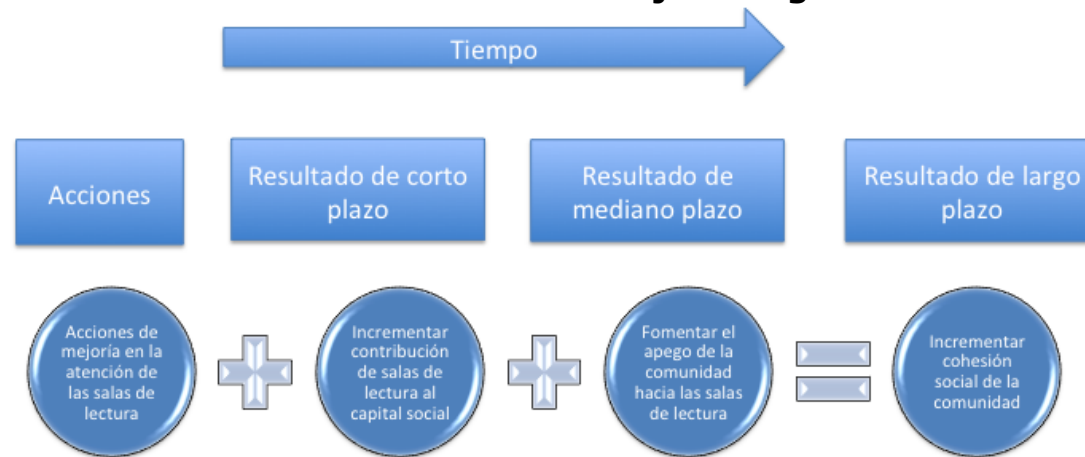 Tiempo
Acciones
Resultado de corto
plazo
Resultado de
mediano plazo
Resultado de largo
plazo
Acciones de
mejoría en la
atención de
las salas de
lectura
Incrementar
contribución
de salas de
lectura al
capital social
Fomentar el
apego de la
comunidad
hacia las salas
de lectura
Incrementar
cohesión
social de la
comunidad